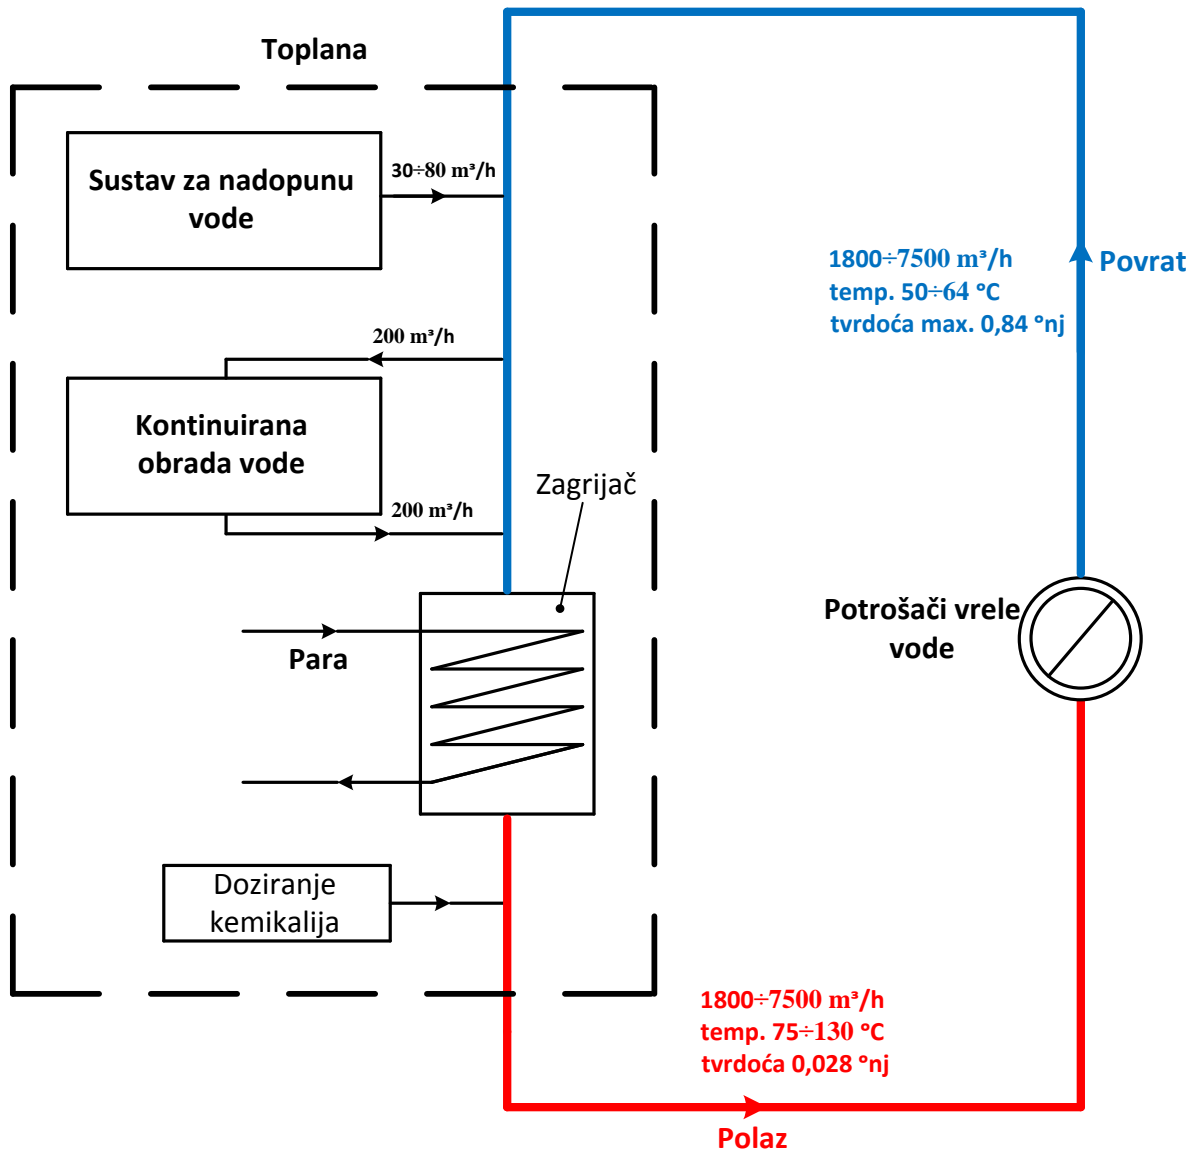 Toplana
Sustav za nadopunu
vode
30÷80 m³/h
200 m³/h
Kontinuirana
obrada vode
200 m³/h
Zagrijač
Para
Doziranje
kemikalija
1800÷7500 m³/h
temp. 50÷64 °C
tvrdoća max. 0,84 °nj
Povrat
Potrošači vrele
vode
1800÷7500 m³/h
temp. 75÷130 °C
tvrdoća 0,028 °nj
Polaz